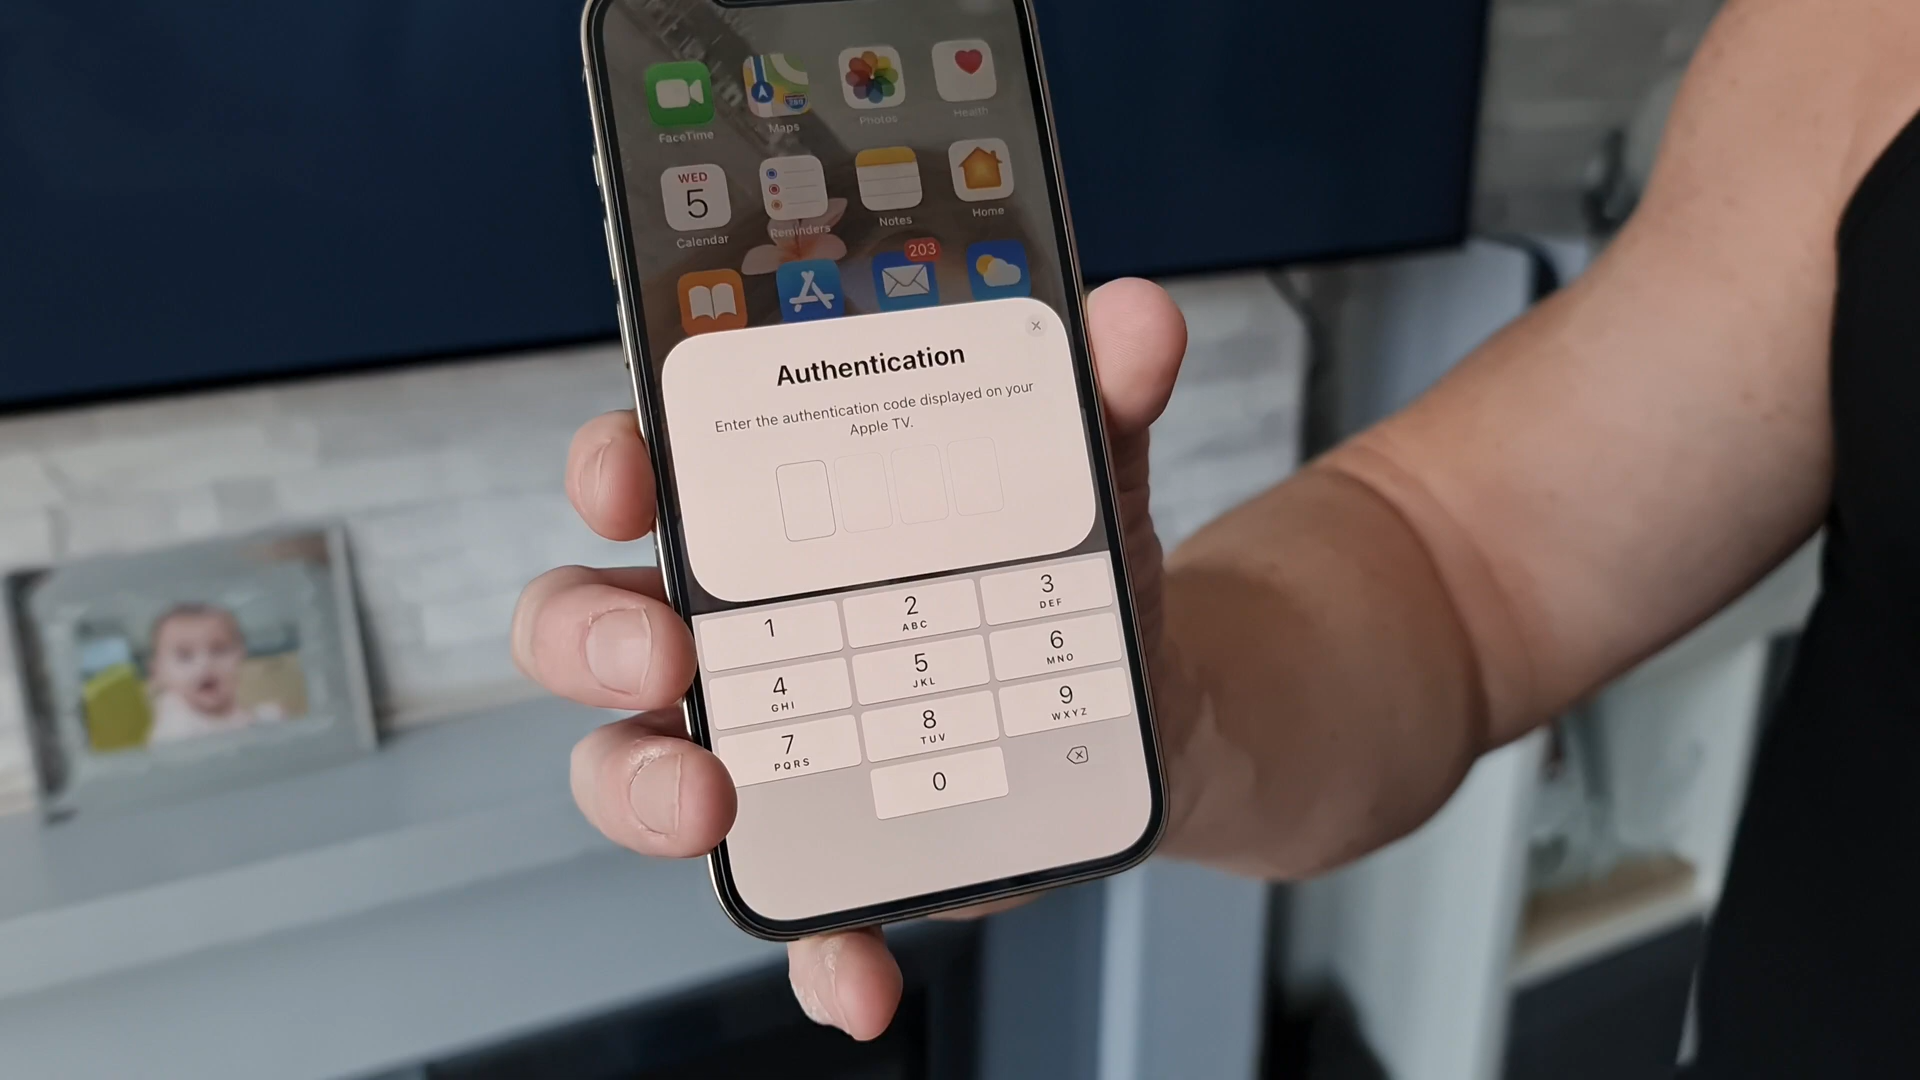 FaceTime
Maps
Photos
Health
WED
5
Calendar
Reminders
Notes
Home
203
Authentication
Enter the authentication code displayed on your
Apple TV.
1
2
ABC
3
DEF
4
GHI
5
JKL
6
MNO
7
PQRS
8
TUV
9
WXYZ
0